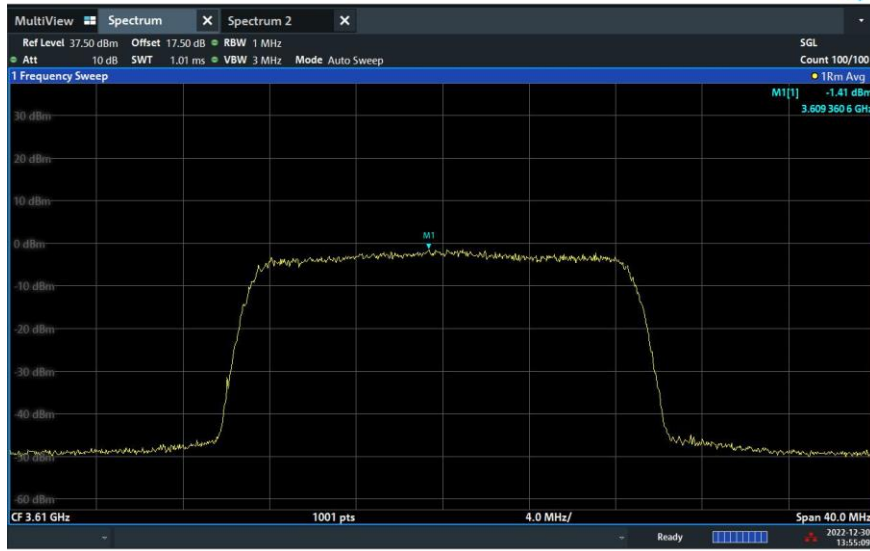 MultiView Spectrum X Spectrum 2 X
Ref Level 37.50 dBm Offset 17.50 dB RBW 1 MHz SGL
Att 10 dB SWT 1.01 ms VBW 3 MHz Mode Auto Sweep Count 100/100
1 Frequency Sweep 1Rm Avg
M1[1] -1.41 dBm
3.609 360 6 GHz
30 dBm
20 dBm
10 dBm
M1
0 dBm
-10 dBm
-20 dBm
-30 dBm
-40 dBm
-50 dBm
-60 dBm
CF 3.61 GHz 1001 pts 4.0 MHz/ Span 40.0 MHz
Ready 2022-12-30
13:55:09